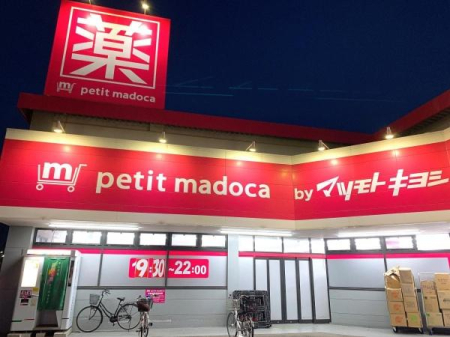 薬
m petit madoca
m petit madoca by マツモトキヨシ
9:30~22:00